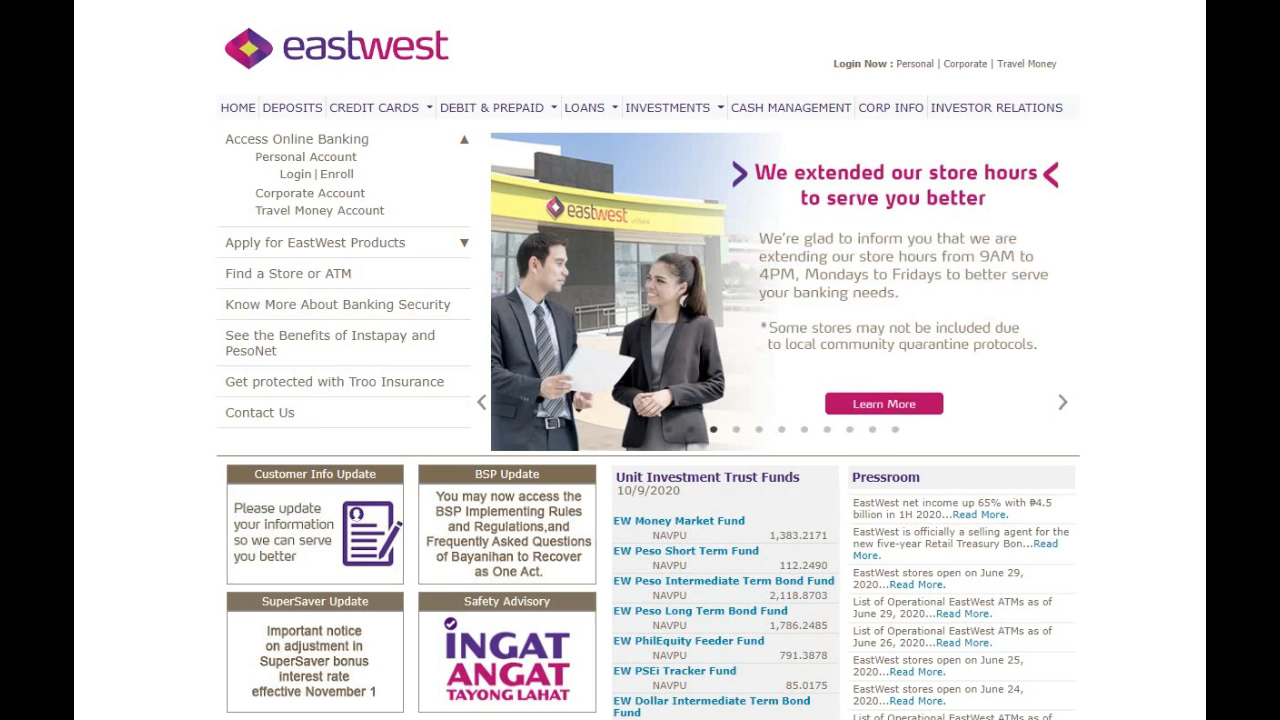 eastwest
Login Now : Personal | Corporate | Travel Money
HOME DEPOSITS CREDIT CARDS DEBIT & PREPAID LOANS INVESTMENTS CASH MANAGEMENT CORP INFO INVESTOR RELATIONS
Access Online Banking
Personal Account
Login | Enroll
Corporate Account
Travel Money Account
Apply for EastWest Products
Find a Store or ATM
Know More About Banking Security
See the Benefits of Instapay and
PesoNet
Get protected with Troo Insurance
Contact Us
eastwest
We extended our store hours
to serve you better
We're glad to inform you that we are
extending our store hours from 9AM to
4PM, Mondays to Fridays to better serve
your banking needs.
*Some stores may not be included due
to local community quarantine protocols.
Learn More
Customer Info Update
Please update
your information
so we can serve
you better
BSP Update
You may now access the
BSP Implementing Rules
and Regulations,and
Frequently Asked Questions
of Bayanihan to Recover
as One Act.
SuperSaver Update
Important notice
on adjustment in
SuperSaver bonus
interest rate
effective November 1
Safety Advisory
iNGAT
ANGAT
TAYONG LAHAT
Unit Investment Trust Funds
10/9/2020
EW Money Market Fund
NAVPU 1,383.2171
EW Peso Short Term Fund
NAVPU 112.2490
EW Peso Intermediate Term Bond Fund
NAVPU 2,118.8703
EW Peso Long Term Bond Fund
NAVPU 1,786.2485
EW PhilEquity Feeder Fund
NAVPU 791.3878
EW PSEi Tracker Fund
NAVPU 85.0175
EW Dollar Intermediate Term Bond
Fund
Pressroom
EastWest net income up 65% with ₱4.5
billion in 1H 2020...Read More.
EastWest is officially a selling agent for the
new five-year Retail Treasury Bon...Read
More.
EastWest stores open on June 29,
2020...Read More.
List of Operational EastWest ATMs as of
June 29, 2020...Read More.
List of Operational EastWest ATMs as of
June 26, 2020...Read More.
EastWest stores open on June 25,
2020...Read More.
EastWest stores open on June 24,
2020...Read More.
List of Operational EastWest ATMs as of